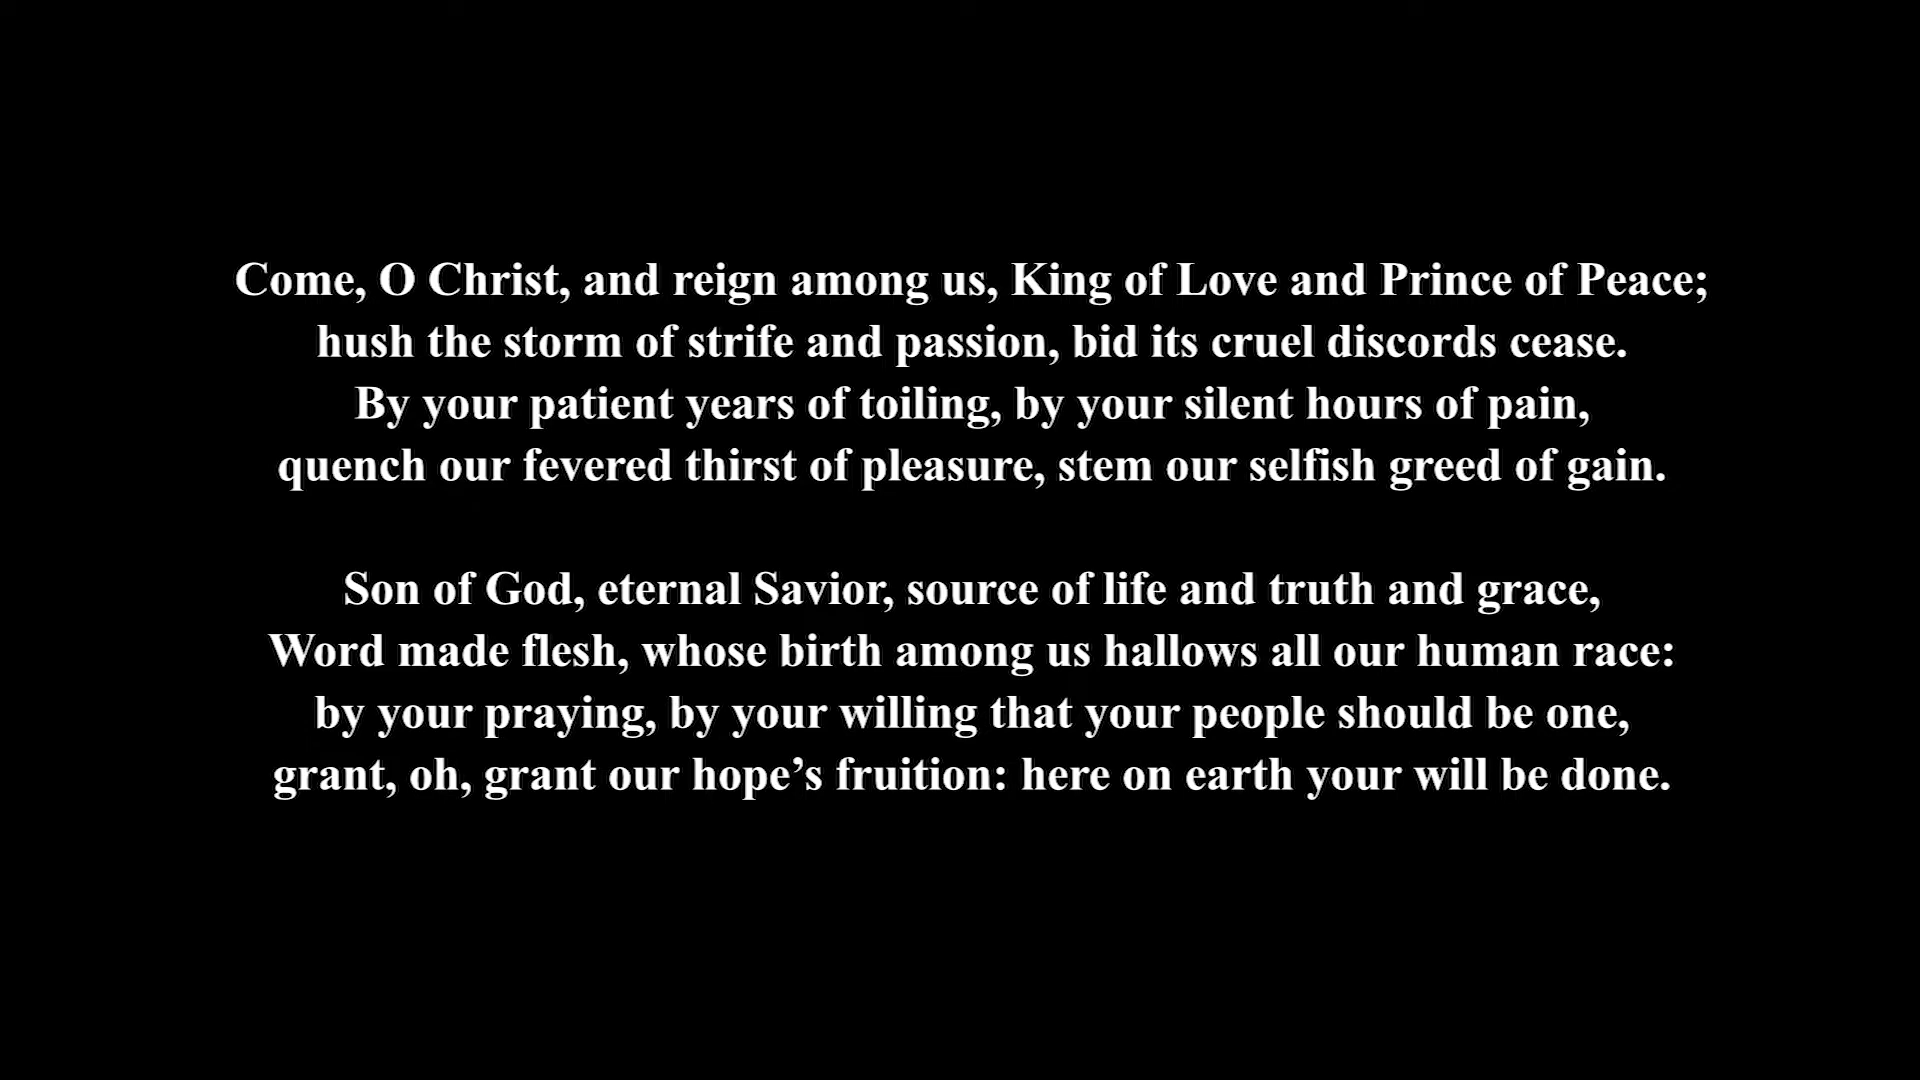 Come, O Christ, and reign among us, King of Love and Prince of Peace;
hush the storm of strife and passion, bid its cruel discords cease.
By your patient years of toiling, by your silent hours of pain,
quench our fevered thirst of pleasure, stem our selfish greed of gain.
Son of God, eternal Savior, source of life and truth and grace,
Word made flesh, whose birth among us hallows all our human race:
by your praying, by your willing that your people should be one,
grant, oh, grant our hope’s fruition: here on earth your will be done.